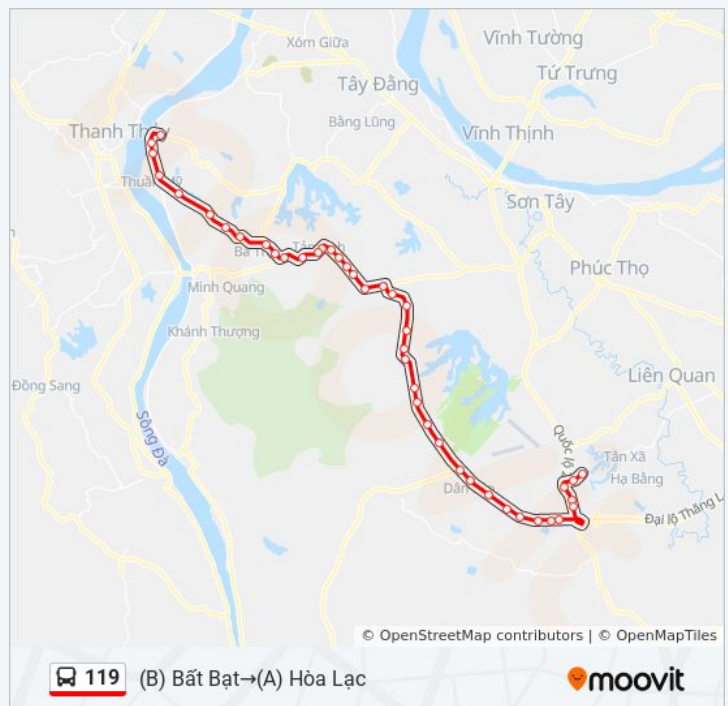 Xóm Giữa
Vĩnh Tường
Tứ Trưng
Tây Đằng
Bằng Lũng
Vĩnh Thịnh
Thanh Thủy
Sơn Tây
Phúc Thọ
Minh Quang
Khánh Thượng
Đồng Sang
Liên Quan
Sông Đà
Quốc lộ
Tân Xã
Hạ Bằng
Đại lộ Thăng L
© OpenStreetMap contributors | © OpenMapTiles
119 (B) Bất Bạt→(A) Hòa Lạc
moovit